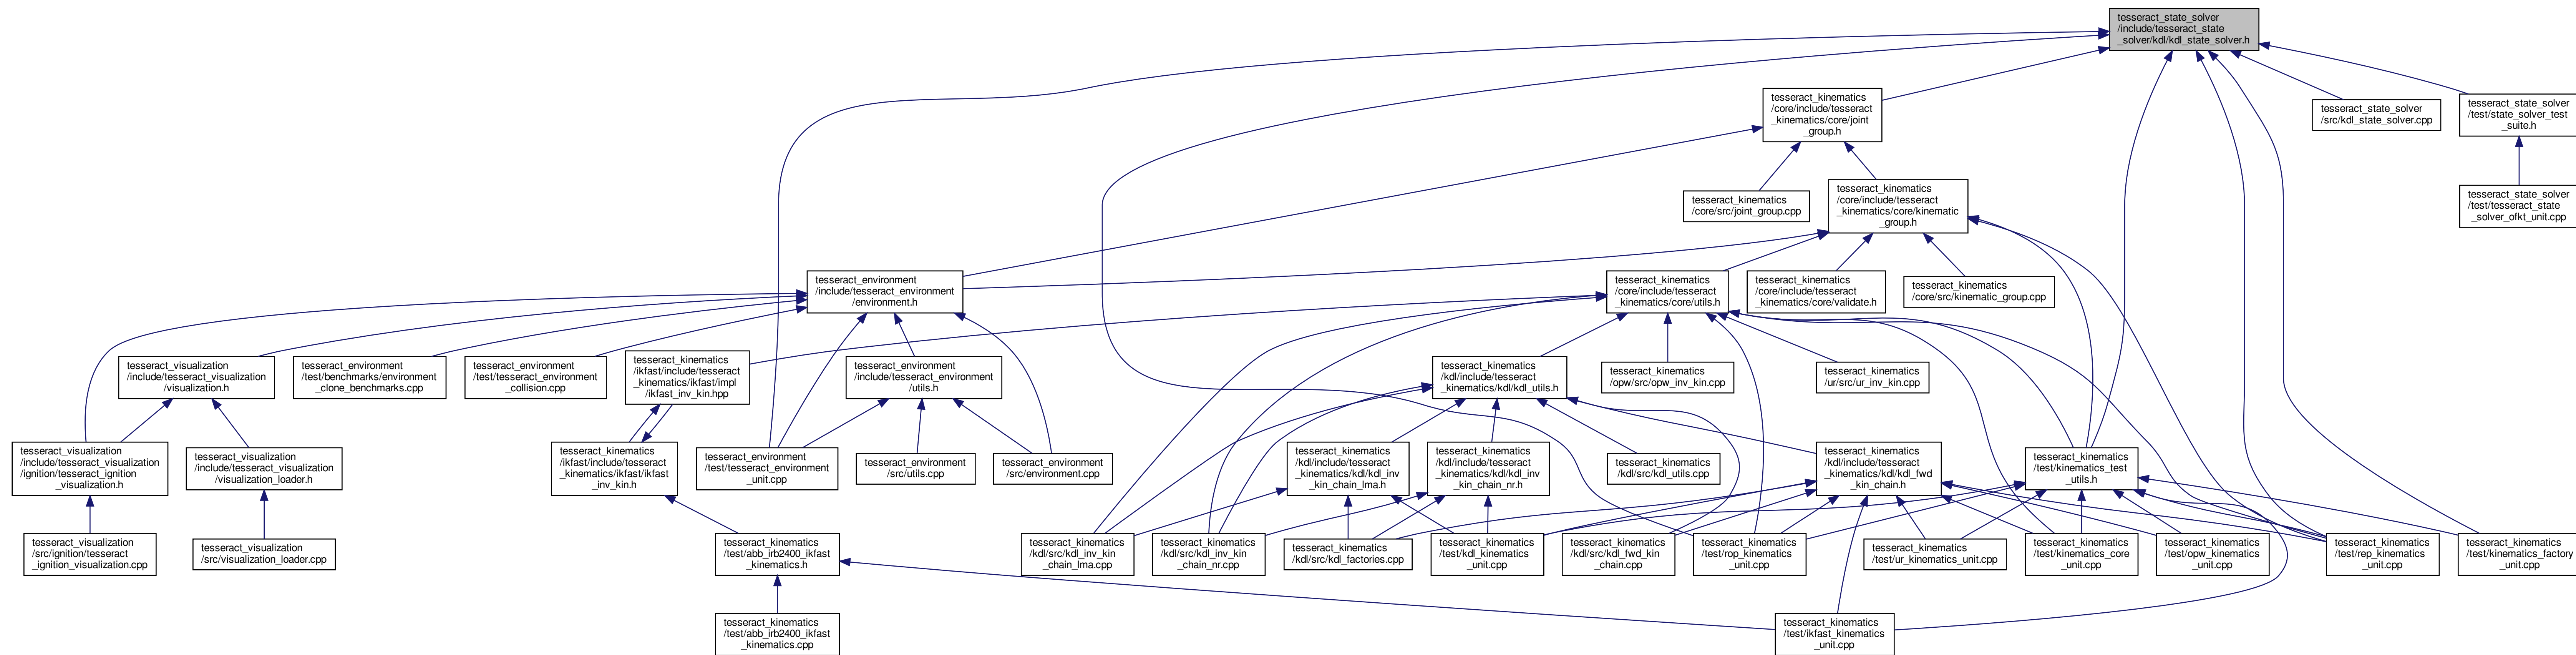 tesseract_state_solver
/include/tesseract_state
_solver/kdl/kdl_state_solver.h
tesseract_kinematics
/core/include/tesseract
_kinematics/core/joint
_group.h
tesseract_state_solver
/src/kdl_state_solver.cpp
tesseract_state_solver
/test/state_solver_test
_suite.h
tesseract_kinematics
/core/src/joint_group.cpp
tesseract_kinematics
/core/include/tesseract
_kinematics/core/kinematic
_group.h
tesseract_state_solver
/test/tesseract_state
_solver_ofkt_unit.cpp
tesseract_environment
/include/tesseract_environment
/environment.h
tesseract_kinematics
/core/include/tesseract
_kinematics/core/utils.h
tesseract_kinematics
/core/include/tesseract
_kinematics/core/validate.h
tesseract_kinematics
/core/src/kinematic_group.cpp
tesseract_visualization
/include/tesseract_visualization
/visualization.h
tesseract_environment
/test/benchmarks/environment
_clone_benchmarks.cpp
tesseract_environment
/test/tesseract_environment
_collision.cpp
tesseract_kinematics
/ikfast/include/tesseract
_kinematics/ikfast/impl
/ikfast_inv_kin.hpp
tesseract_environment
/include/tesseract_environment
/utils.h
tesseract_kinematics
/kdl/include/tesseract
_kinematics/kdl/kdl_utils.h
tesseract_kinematics
/opw/src/opw_inv_kin.cpp
tesseract_kinematics
/ur/src/ur_inv_kin.cpp
tesseract_visualization
/include/tesseract_visualization
/ignition/tesseract_ignition
_visualization.h
tesseract_visualization
/include/tesseract_visualization
/visualization_loader.h
tesseract_kinematics
/ikfast/include/tesseract
_kinematics/ikfast/ikfast
_inv_kin.h
tesseract_environment
/test/tesseract_environment
_unit.cpp
tesseract_environment
/src/utils.cpp
tesseract_environment
/src/environment.cpp
tesseract_kinematics
/kdl/include/tesseract
_kinematics/kdl/kdl_inv
_kin_chain_lma.h
tesseract_kinematics
/kdl/include/tesseract
_kinematics/kdl/kdl_inv
_kin_chain_nr.h
tesseract_kinematics
/kdl/src/kdl_utils.cpp
tesseract_kinematics
/kdl/include/tesseract
_kinematics/kdl/kdl_fwd
_kin_chain.h
tesseract_kinematics
/test/kinematics_test
_utils.h
tesseract_visualization
/src/ignition/tesseract
_ignition_visualization.cpp
tesseract_visualization
/src/visualization_loader.cpp
tesseract_kinematics
/test/abb_irb2400_ikfast
_kinematics.h
tesseract_kinematics
/kdl/src/kdl_inv_kin
_chain_lma.cpp
tesseract_kinematics
/kdl/src/kdl_inv_kin
_chain_nr.cpp
tesseract_kinematics
/kdl/src/kdl_factories.cpp
tesseract_kinematics
/test/kdl_kinematics
_unit.cpp
tesseract_kinematics
/kdl/src/kdl_fwd_kin
_chain.cpp
tesseract_kinematics
/test/rop_kinematics
_unit.cpp
tesseract_kinematics
/test/ur_kinematics_unit.cpp
tesseract_kinematics
/test/kinematics_core
_unit.cpp
tesseract_kinematics
/test/opw_kinematics
_unit.cpp
tesseract_kinematics
/test/rep_kinematics
_unit.cpp
tesseract_kinematics
/test/kinematics_factory
_unit.cpp
tesseract_kinematics
/test/abb_irb2400_ikfast
_kinematics.cpp
tesseract_kinematics
/test/ikfast_kinematics
_unit.cpp